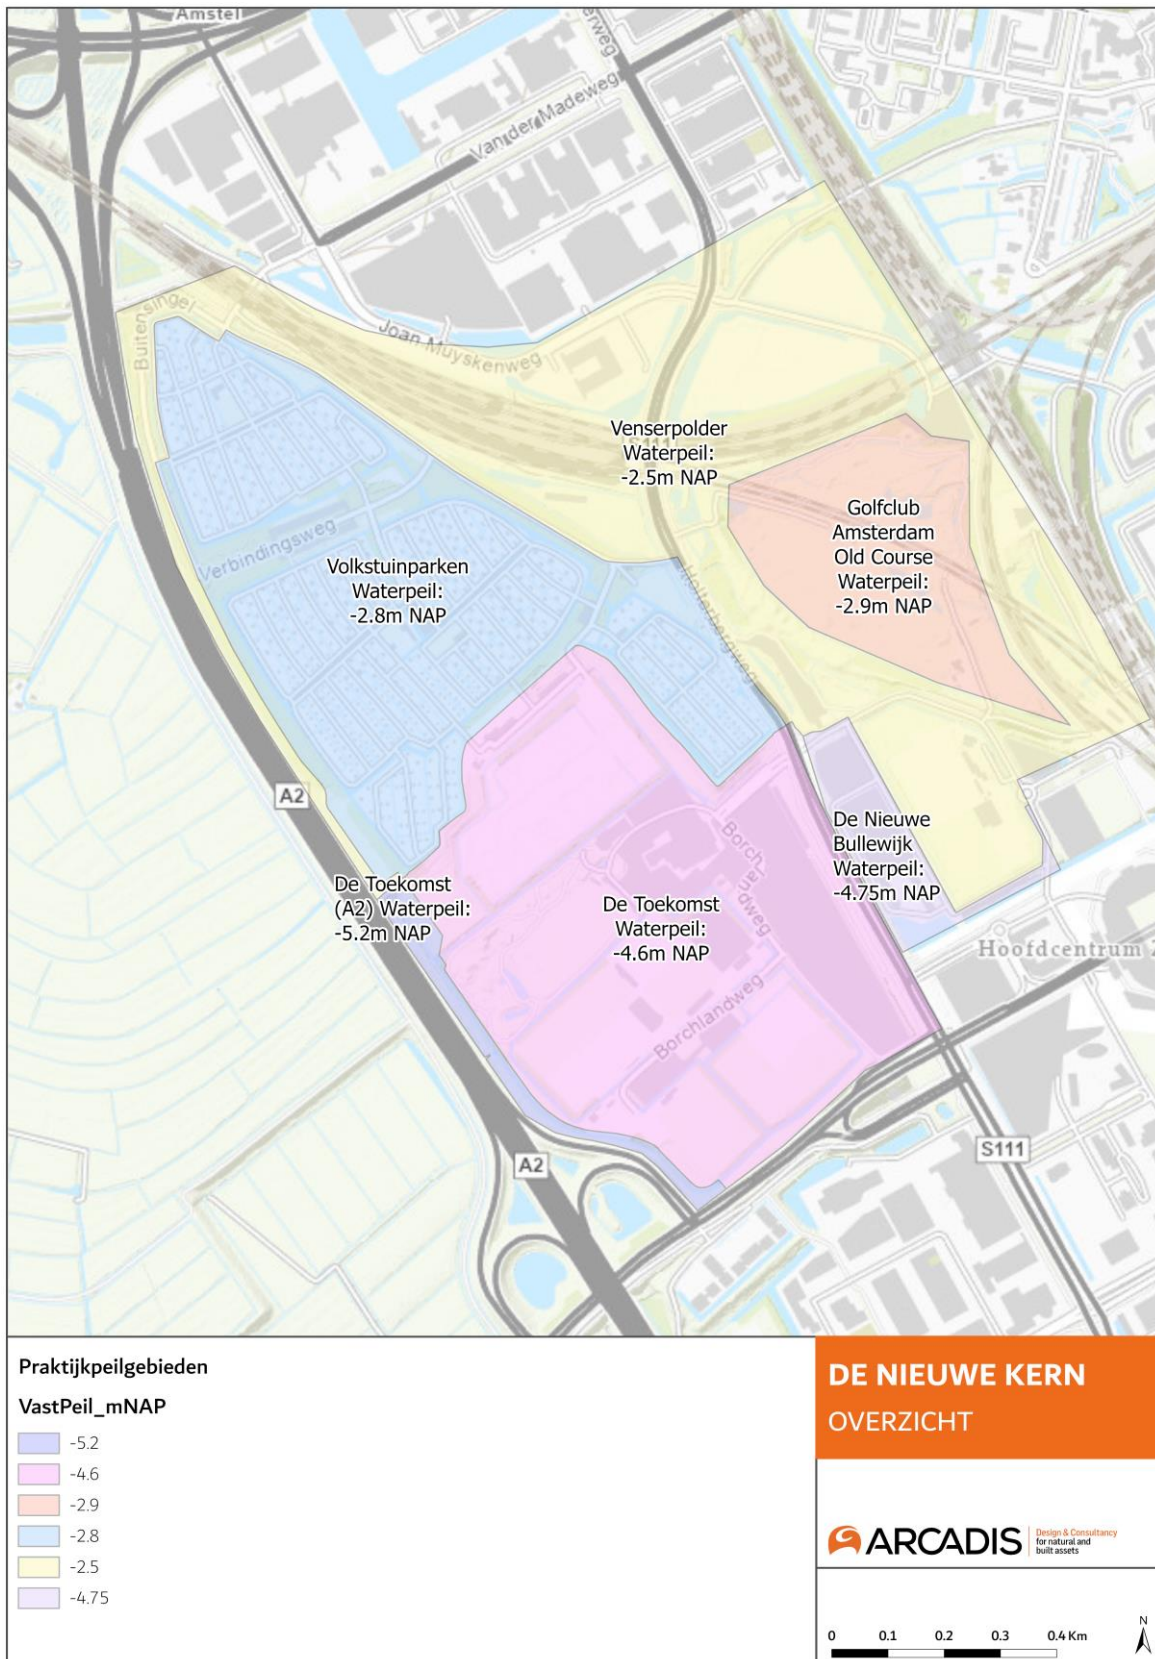 Amstel
erweg
Van der Madeweg
Buitensingel
Joan Muyskenweg
S111
Venserpolder
Waterpeil:
-2.5m NAP
Golfclub
Amsterdam
Old Course
Waterpeil:
-2.9m NAP
Verbindingsweg
Volkstuinparken
Waterpeil:
-2.8m NAP
Holterbergweg
A2
De Nieuwe
Bullewijk
Waterpeil:
-4.75m NAP
Borchlandweg
De Toekomst
(A2) Waterpeil:
-5.2m NAP
De Toekomst
Waterpeil:
-4.6m NAP
Hoofdcentrum Z
Borchlandweg
A2
S111
Praktijkpeilgebieden
VastPeil_mNAP
-5.2
-4.6
-2.9
-2.8
-2.5
-4.75
DE NIEUWE KERN
OVERZICHT
ARCADIS
Design & Consultancy
for natural and
built assets
0 0.1 0.2 0.3 0.4 Km
N